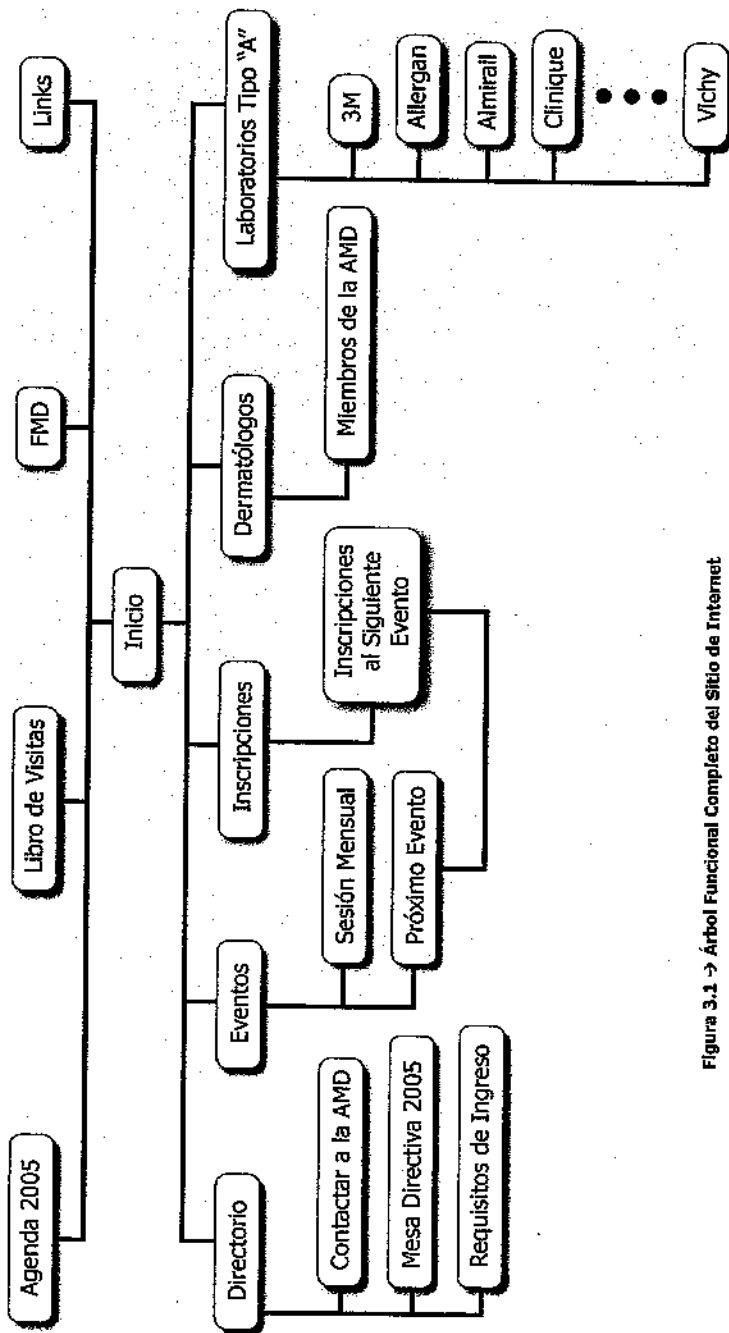 Agenda 2005
Libro de Visitas
FMD
Links
Inicio
Directorio
Eventos
Inscripciones
Dermatólogos
Laboratorios Tipo "A"
Contactar a la AMD
Mesa Directiva 2005
Requisitos de Ingreso
Sesión Mensual
Próximo Evento
Inscripciones
al Siguiente
Evento
Miembros de la AMD
3M
Allergan
Almirall
Clinique
Vichy
Figura 3.1 → Árbol Funcional Completo del Sitio de Internet